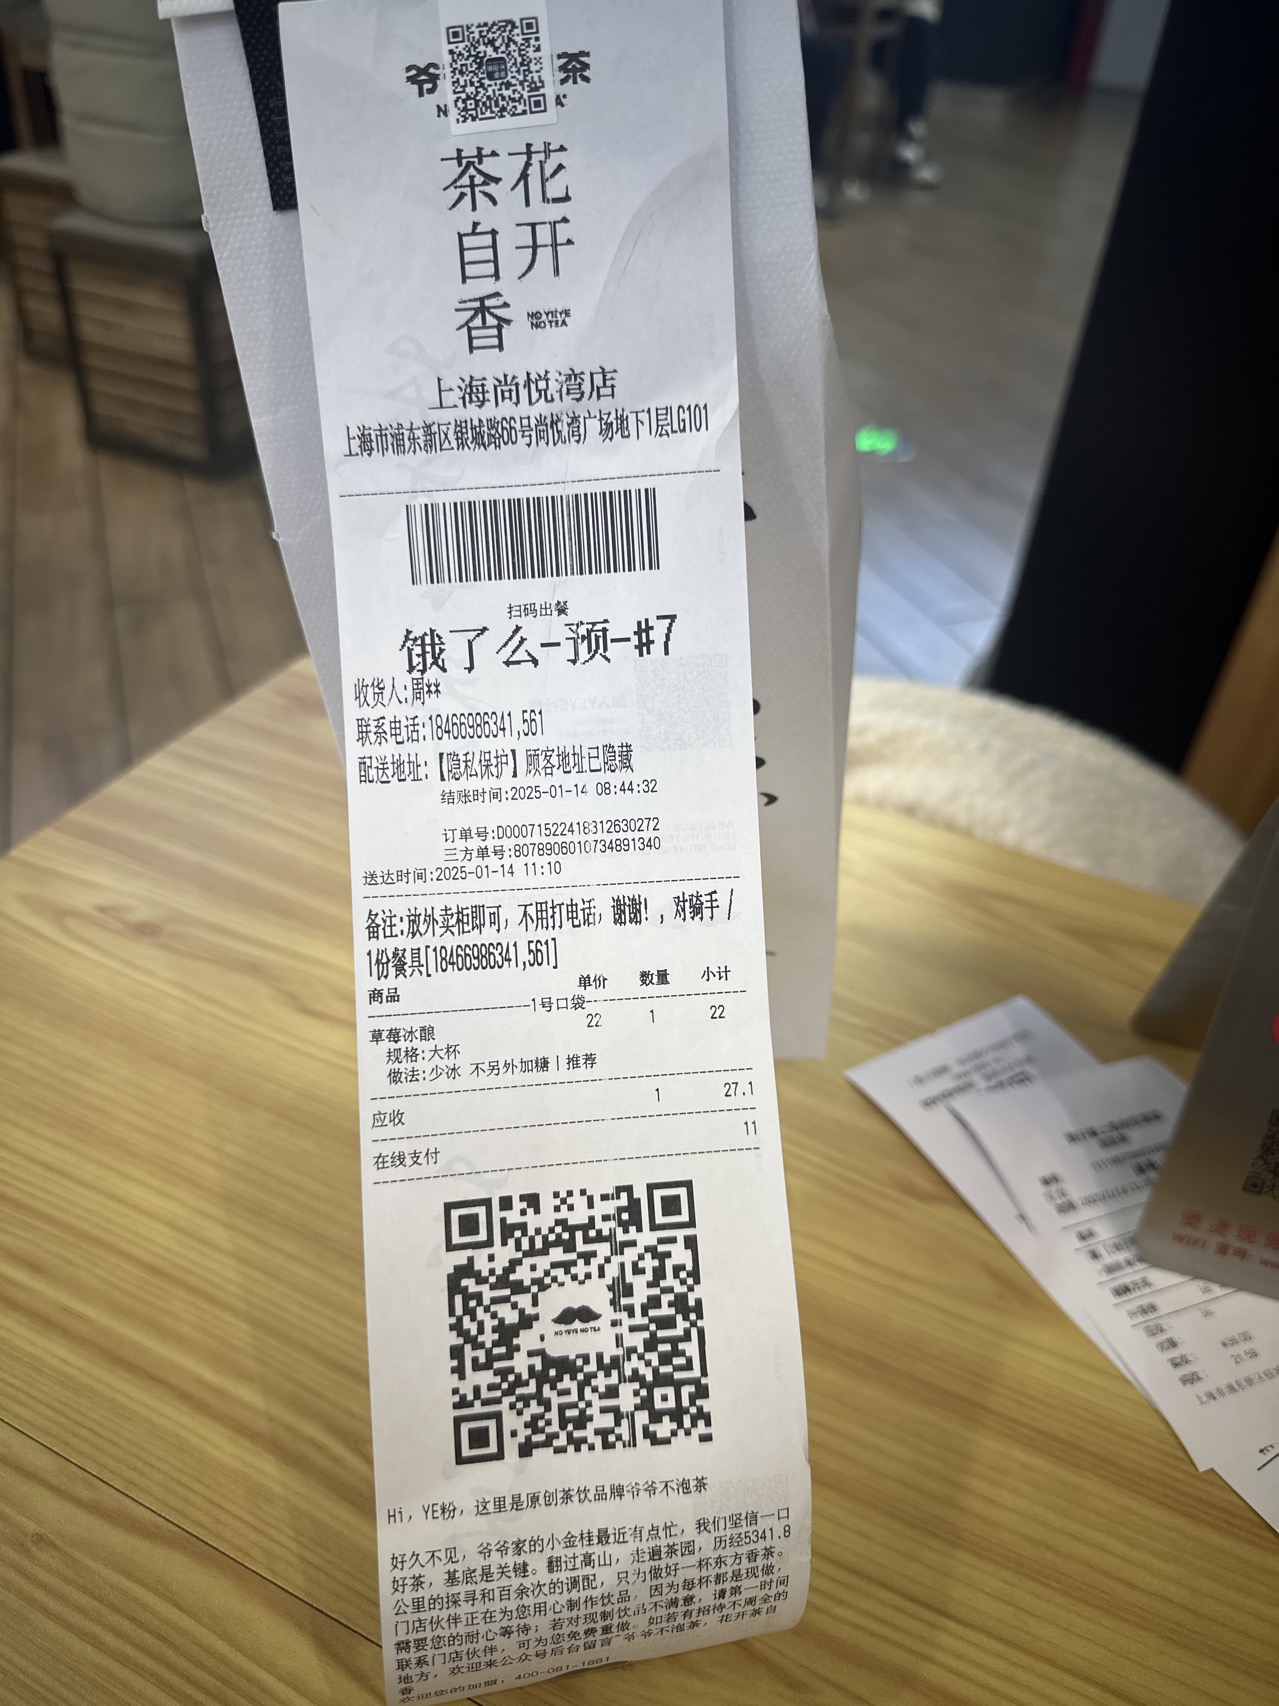 爷
茶
花开
茶自香
NO YEYE
NO TEA
上海尚悦湾店
上海市浦东新区银城路66号尚悦湾广场地下1层LG101
扫码出餐
饿了么-预-#7
收货人:周**
联系电话:18466986341,561
配送地址:【隐私保护】顾客地址已隐藏
结账时间:2025-01-14 08:44:32
订单号:D00071522418312630272
三方单号:8078906010734891340
送达时间:2025-01-14 11:10
备注:放外卖柜即可，不用打电话，谢谢！，对骑手 /
1份餐具[18466986341,561]
商品 单价 数量 小计
1号口袋
草莓冰酿 22 1 22
规格:大杯
做法:少冰 不另外加糖|推荐
应收 1 27.1
在线支付 11
Hi，YE粉，这里是原创茶饮品牌爷爷不泡茶
好久不见，爷爷家的小金桂最近有点忙，我们坚信一口
好茶，基底是关键。翻过高山，走遍茶园，历经5341.8
公里的探寻和百余次的调配，只为做好一杯东方香茶。
门店伙伴正在为您用心制作饮品，因为每杯都是现做，
需要您的耐心等待；若对现制饮品不满意，请第一时间
联系门店伙伴，可为您免费重做。如若有招待不周全的
地方，欢迎来公众号后台留言"爷爷不泡茶，花开茶自
香
欢迎您的加盟，400-081-1881